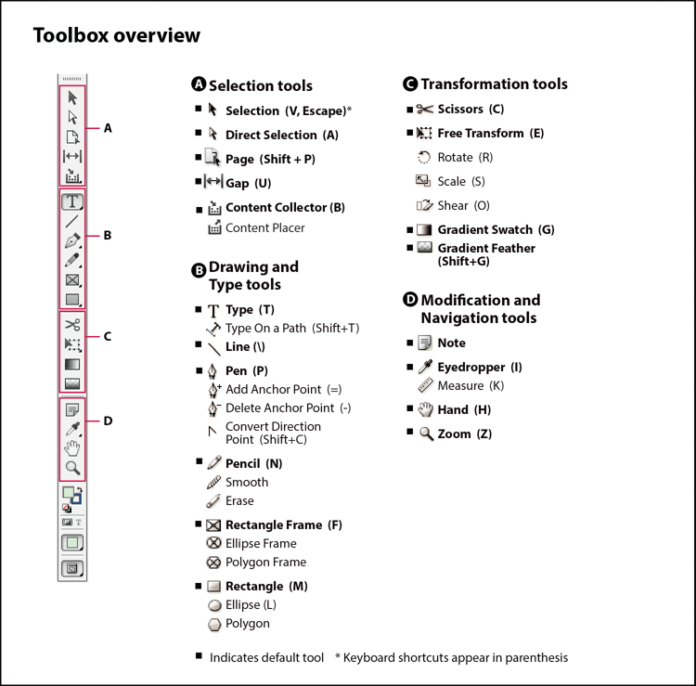 Toolbox overview
A
B
C
D
A Selection tools
Selection (V, Escape)*
Direct Selection (A)
Page (Shift + P)
Gap (U)
Content Collector (B)
Content Placer
B Drawing and
Type tools
Type (T)
Type On a Path (Shift+T)
Line (\)
Pen (P)
Add Anchor Point (=)
Delete Anchor Point (-)
Convert Direction
Point (Shift+C)
Pencil (N)
Smooth
Erase
Rectangle Frame (F)
Ellipse Frame
Polygon Frame
Rectangle (M)
Ellipse (L)
Polygon
C Transformation tools
Scissors (C)
Free Transform (E)
Rotate (R)
Scale (S)
Shear (O)
Gradient Swatch (G)
Gradient Feather
(Shift+G)
D Modification and
Navigation tools
Note
Eyedropper (I)
Measure (K)
Hand (H)
Zoom (Z)
Indicates default tool * Keyboard shortcuts appear in parenthesis